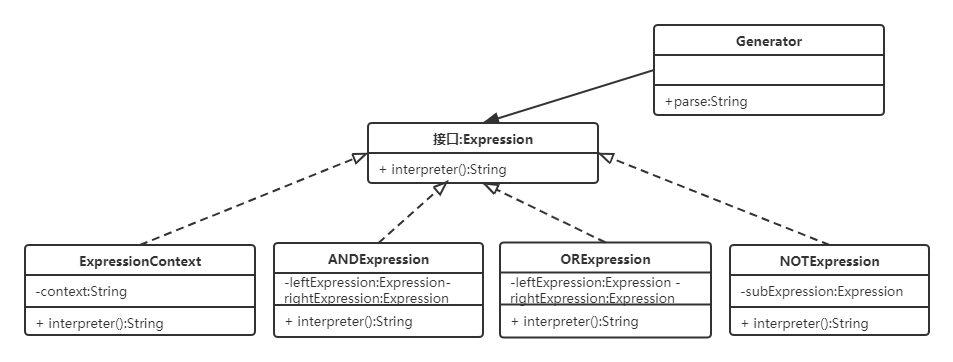 Generator
+parse:String
接口:Expression
+ interpreter():String
ExpressionContext
-context:String
+ interpreter():String
ANDExpression
-leftExpression:Expression-
rightExpression:Expression
+ interpreter():String
ORExpression
-leftExpression:Expression -
rightExpression:Expression
+ interpreter():String
NOTExpression
-subExpression:Expression
+ interpreter():String